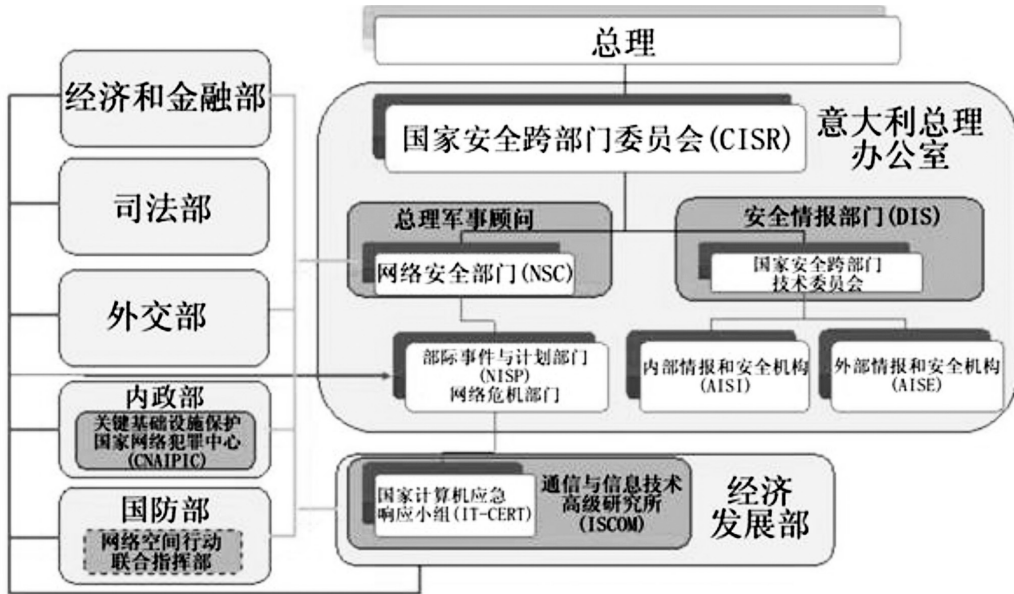 总理
经济和金融部
司法部
外交部
内政部
关键基础设施保护
国家网络犯罪中心
(CNAIPIC)
国防部
网络空间行动
联合指挥部
意大利总理
办公室
国家安全跨部门委员会(CISR)
总理军事顾问
网络安全部门(NSC)
安全情报部门(DIS)
国家安全跨部门
技术委员会
部际事件与计划部门
(NISP)
网络危机部门
内部情报和安全机构
(AISI)
外部情报和安全机构
(AISE)
国家计算机应急
响应小组(IT-CERT)
通信与信息技术
高级研究所
(ISCOM)
经济
发展部